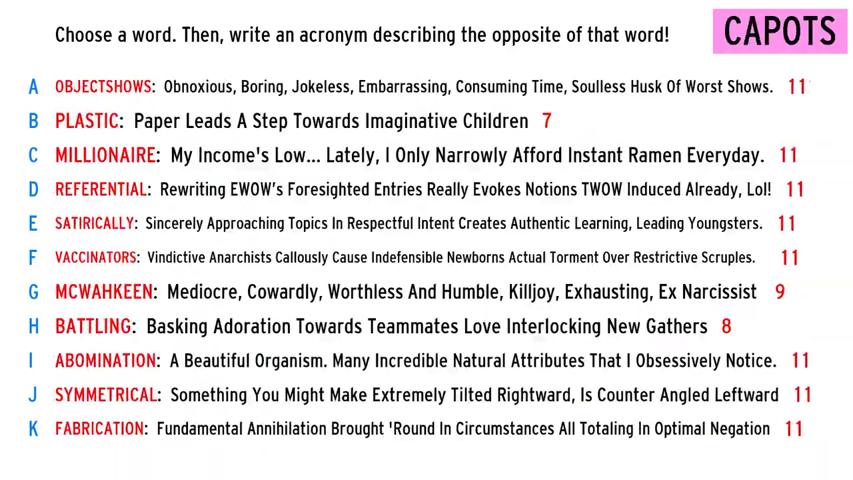 Choose a word. Then, write an acronym describing the opposite of that word!
CAPOTS
A OBJECTSHOWS: Obnoxious, Boring, Jokeless, Embarrassing, Consuming Time, Soulless Husk Of Worst Shows. 11
B PLASTIC: Paper Leads A Step Towards Imaginative Children 7
C MILLIONAIRE: My Income's Low... Lately, I Only Narrowly Afford Instant Ramen Everyday. 11
D REFERENTIAL: Rewriting EWOW's Foresighted Entries Really Evokes Notions TWOW Induced Already, Lol! 11
E SATIRICALLY: Sincerely Approaching Topics In Respectful Intent Creates Authentic Learning, Leading Youngsters. 11
F VACCINATORS: Vindictive Anarchists Callously Cause Indefensible Newborns Actual Torment Over Restrictive Scruples. 11
G MCWAHKEEN: Mediocre, Cowardly, Worthless And Humble, Killjoy, Exhausting, Ex Narcissist 9
H BATTLING: Basking Adoration Towards Teammates Love Interlocking New Gathers 8
I ABOMINATION: A Beautiful Organism. Many Incredible Natural Attributes That I Obsessively Notice. 11
J SYMMETRICAL: Something You Might Make Extremely Tilted Rightward, Is Counter Angled Leftward 11
K FABRICATION: Fundamental Annihilation Brought 'Round In Circumstances All Totaling In Optimal Negation 11